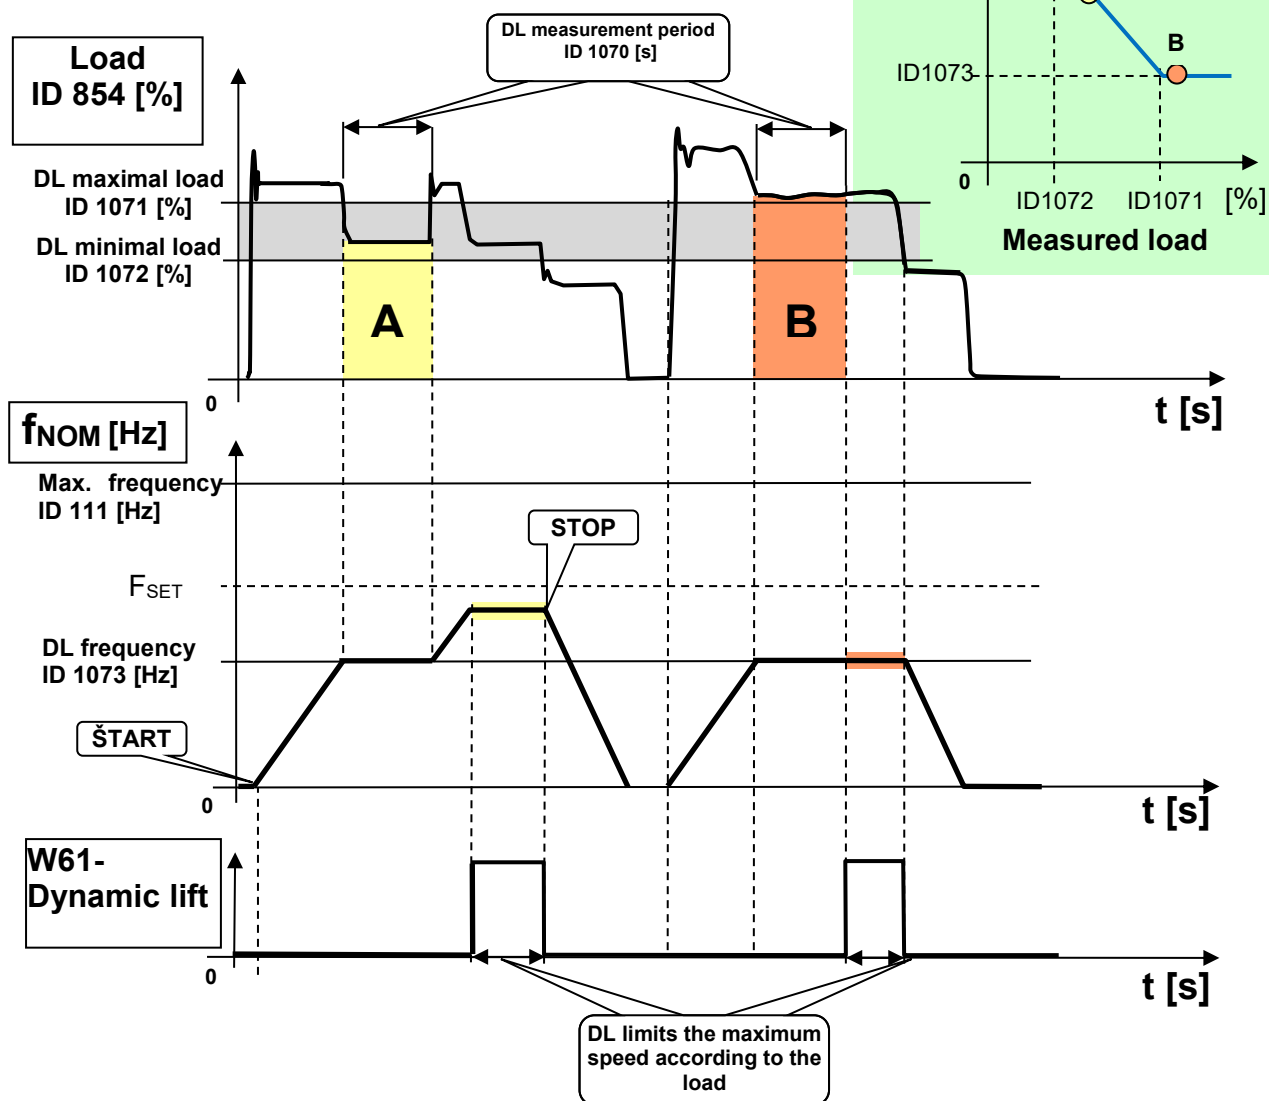 DL measurement period
ID 1070 [s]
Load
ID 854 [%]
B
ID1073
0
ID1072
ID1071
[%]
Measured load
DL maximal load
ID 1071 [%]
DL minimal load
ID 1072 [%]
A
B
0
t [s]
fNOM [Hz]
Max. frequency
ID 111 [Hz]
STOP
FSET
DL frequency
ID 1073 [Hz]
ŠTART
0
t [s]
W61-
Dynamic lift
0
t [s]
DL limits the maximum
speed according to the
load